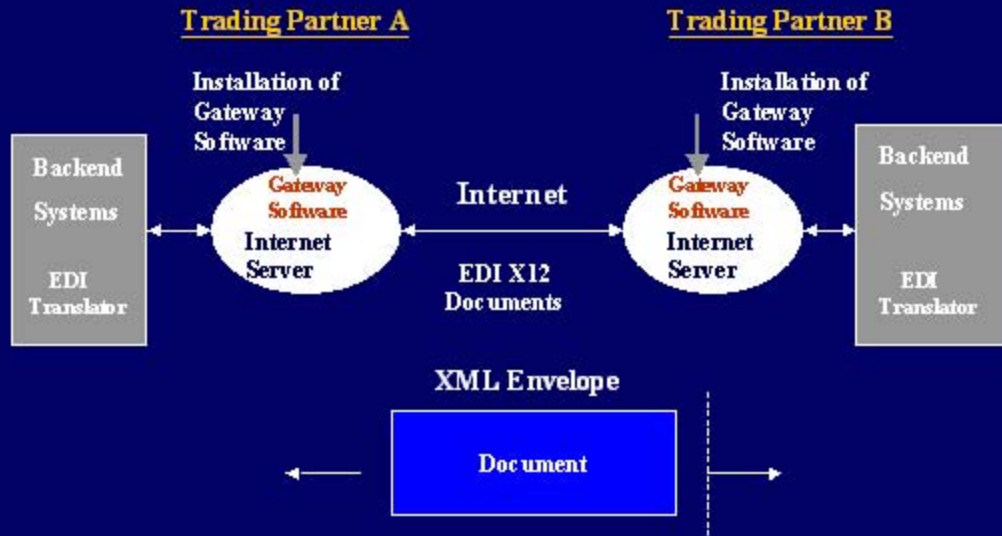 Trading Partner A
Trading Partner B
Installation of
Gateway
Software
Installation of
Gateway
Software
Backend
Systems
EDI
Translator
Gateway
Software
Internet
Server
Internet
EDI X12
Documents
Gateway
Software
Internet
Server
Backend
Systems
EDI
Translator
XML Envelope
Document